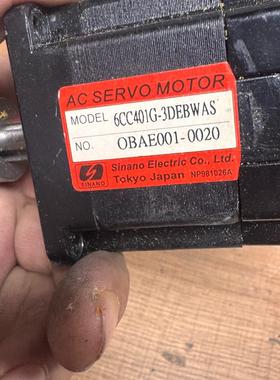 AC SERVO MOTOR
MODEL 6CC401G-3DEBWAS
NO. OBAE001-0020
Sinano Electric Co., Ltd.
SINANO Tokyo Japan NP981026A